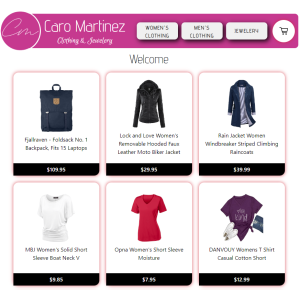 Caro Martinez
Clothing & Jewelery
WOMEN'S
CLOTHING
MEN'S
CLOTHING
JEWELERY
Welcome
Fjallraven - Foldsack No. 1
Backpack, Fits 15 Laptops
$109.95
Lock and Love Women's
Removable Hooded Faux
Leather Moto Biker Jacket
$29.95
Rain Jacket Women
Windbreaker Striped Climbing
Raincoats
$39.99
MBJ Women's Solid Short
Sleeve Boat Neck V
$9.85
Opna Women's Short Sleeve
Moisture
$7.95
DANVOUY Womens T Shirt
Casual Cotton Short
$12.99